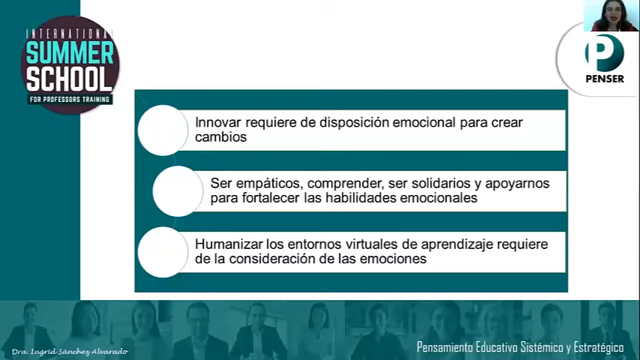 INTERNATIONAL
SUMMER
SCHOOL
FOR PROFESSORS TRAINING
P
PENSER
Innovar requiere de disposición emocional para crear
cambios
Ser empáticos, comprender, ser solidarios y apoyarnos
para fortalecer las habilidades emocionales
Humanizar los entornos virtuales de aprendizaje requiere
de la consideración de las emociones
Dra. Ingrid Sánchez Alvarado
Pensamiento Educativo Sistémico y Estratégico